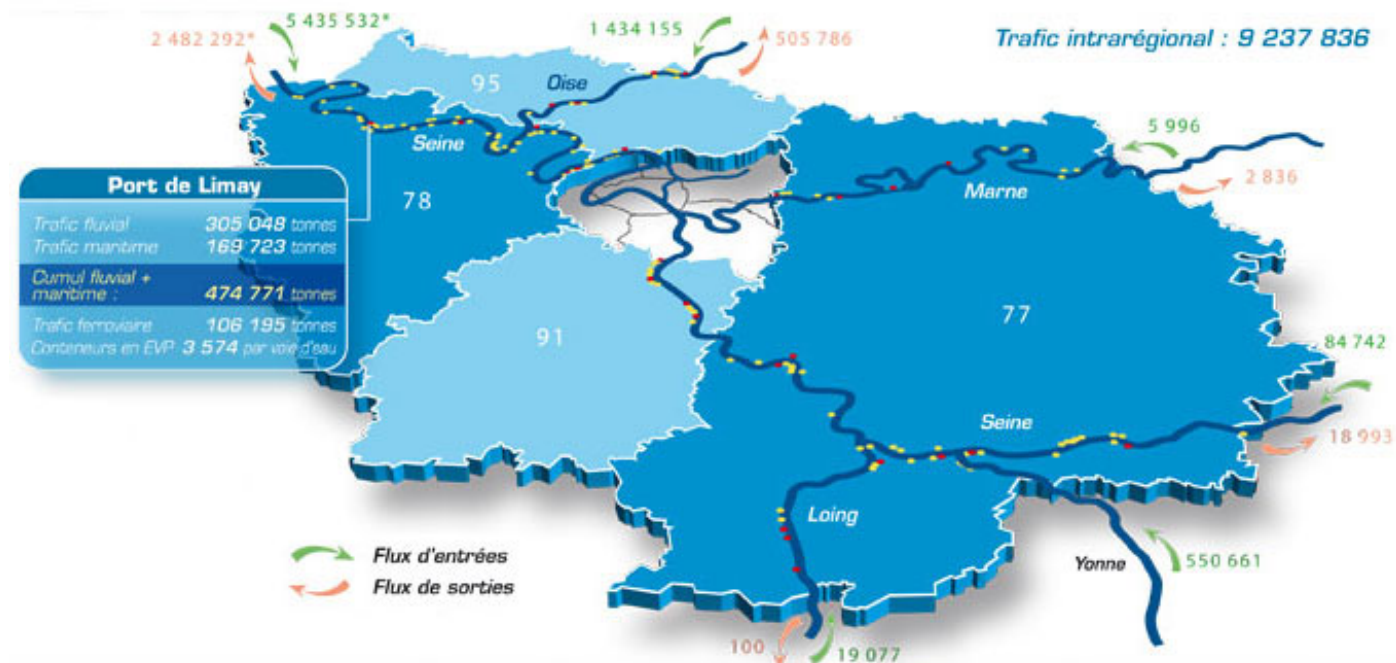 5 435 532*
2 482 292*
1 434 155
505 786
Trafic intrarégional : 9 237 836
95
Oise
Seine
5 996
2 836
Marne
Port de Limay
Trafic fluvial 305 048 tonnes
Trafic maritime 169 723 tonnes
Cumul fluvial +
maritime : 474 771 tonnes
Trafic ferroviaire 106 195 tonnes
Conteneurs en EVP 3 574 par voie d'eau
78
91
77
84 742
Seine
18 993
Loing
Flux d'entrées
Flux de sorties
Yonne
550 661
100
19 077